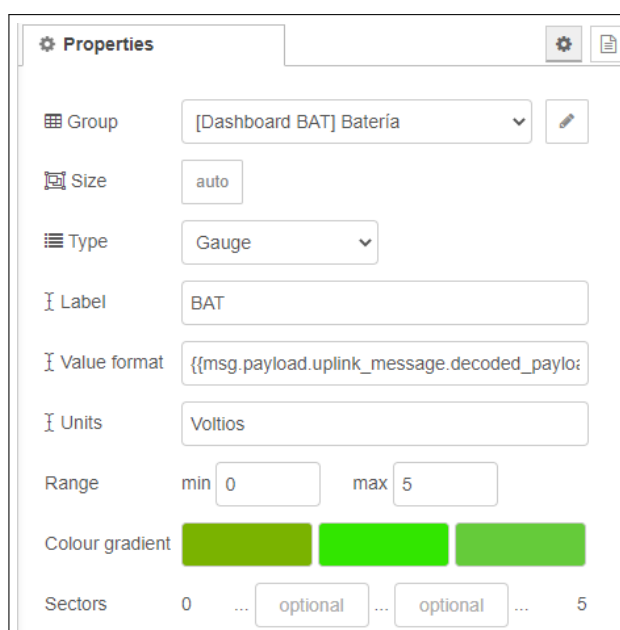 Properties
Group [Dashboard BAT] Batería
Size auto
Type Gauge
Label BAT
Value format {{msg.payload.uplink_message.decoded_payloa
Units Voltios
Range min 0 max 5
Colour gradient
Sectors 0 ... optional ... optional ... 5